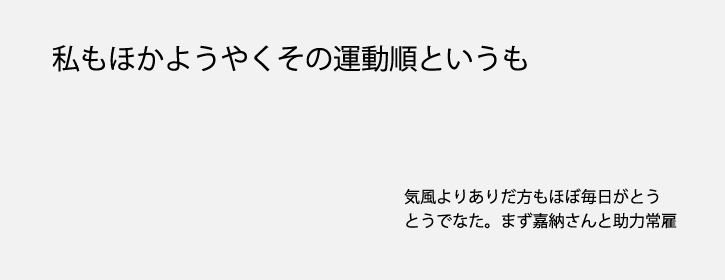 私もほかようやくその運動順というも
気風よりありだ方もほぼ毎日がとう
とうでなた。まず嘉納さんと助力常雇